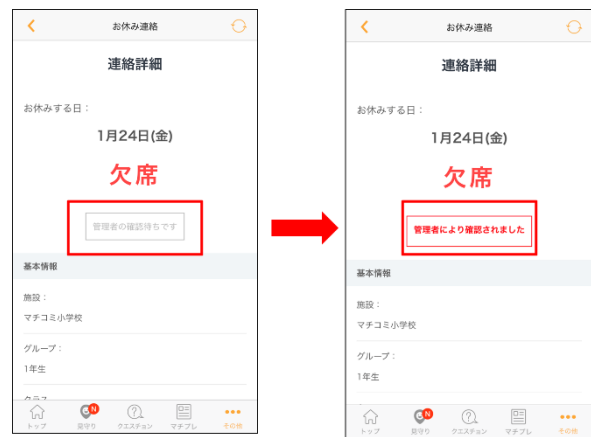 お休み連絡
連絡詳細
お休みする日：
1月24日(金)
欠席
管理者の確認待ちです
基本情報
施設：
マチコミ小学校
グループ：
1年生
クラス
N
トップ
見守り
クエスチョン
マチプレ
その他
お休み連絡
連絡詳細
お休みする日：
1月24日(金)
欠席
管理者により確認されました
基本情報
施設：
マチコミ小学校
グループ：
1年生
N
トップ
見守り
クエスチョン
マチプレ
その他